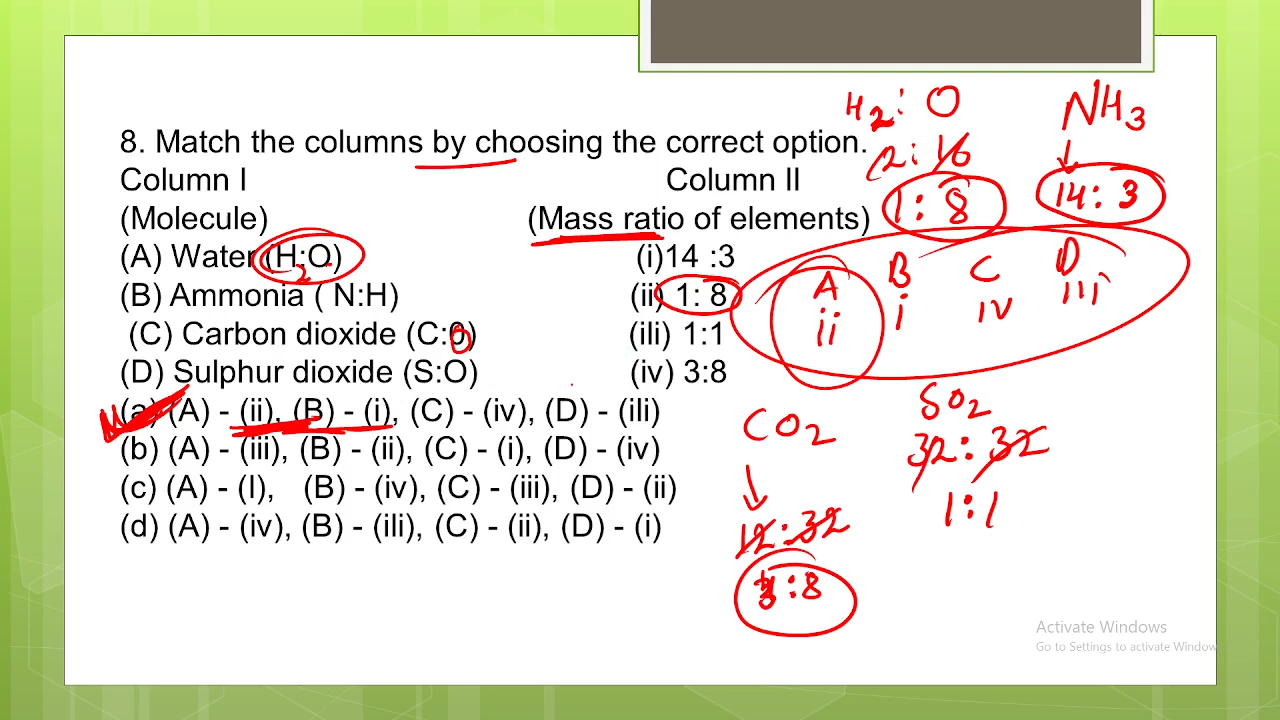 8. Match the columns by choosing the correct option.
Column I Column II
(Molecule) (Mass ratio of elements)
(A) Water (H2:O) (i)14 :3
(B) Ammonia ( N:H) (ii) 1: 8
(C) Carbon dioxide (C:0) (iIi) 1:1
(D) Sulphur dioxide (S:O) (iv) 3:8
(a) (A) - (ii), (B) - (i), (C) - (iv), (D) - (iIi)
(b) (A) - (iii), (B) - (ii), (C) - (i), (D) - (iv)
(c) (A) - (I), (B) - (iv), (C) - (iii), (D) - (ii)
(d) (A) - (iv), (B) - (iIi), (C) - (ii), (D) - (i)
H2: O
2: 16
1: 8
NH3
14: 3
A B C D
ii i iv iii
CO2
12:32
3:8
SO2
32:32
1:1
Activate Windows
Go to Settings to activate Windows